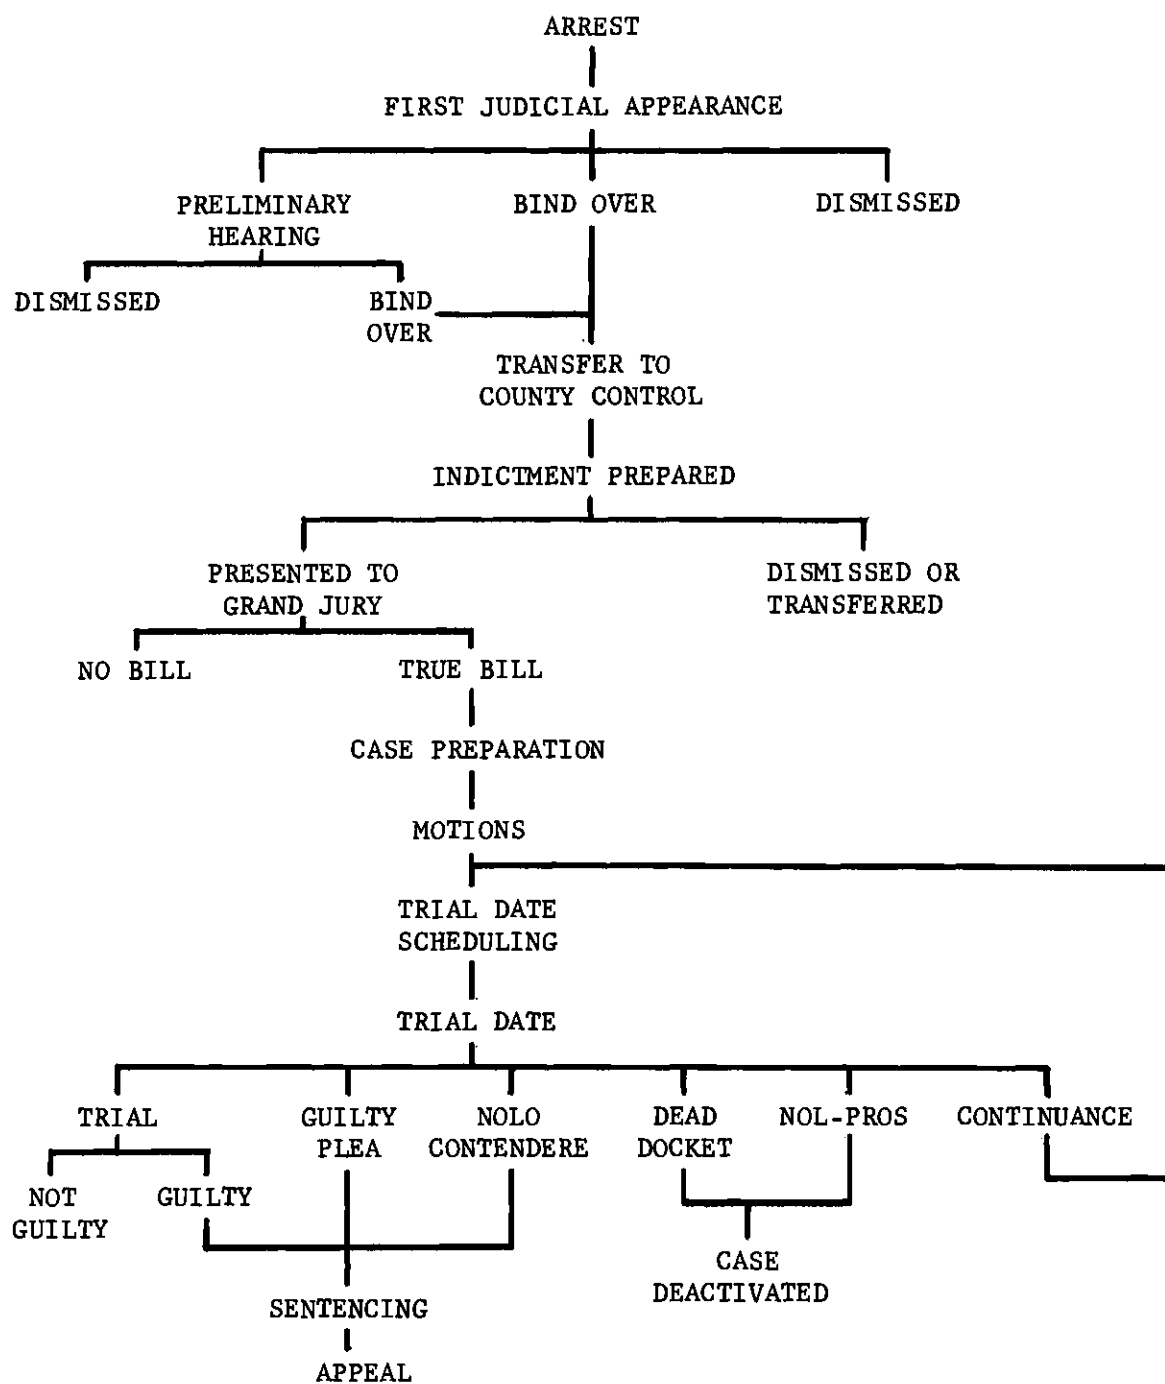 ARREST
FIRST JUDICIAL APPEARANCE
PRELIMINARY
HEARING
BIND OVER
DISMISSED
DISMISSED
BIND
OVER
TRANSFER TO
COUNTY CONTROL
INDICTMENT PREPARED
PRESENTED TO
GRAND JURY
DISMISSED OR
TRANSFERRED
NO BILL
TRUE BILL
CASE PREPARATION
MOTIONS
TRIAL DATE
SCHEDULING
TRIAL DATE
TRIAL
GUILTY
PLEA
NOLO
CONTENDERE
DEAD
DOCKET
NOL-PROS
CONTINUANCE
NOT
GUILTY
GUILTY
CASE
DEACTIVATED
SENTENCING
APPEAL